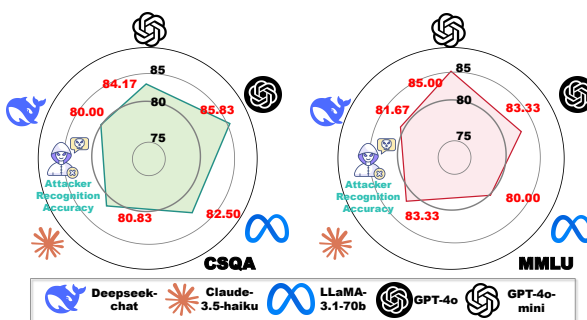 85
84.17
85.83
80
80.00
75
Attacker
Recognition
Accuracy
80.83
82.50
CSQA
85
85.00
83.33
80
81.67
75
Attacker
Recognition
Accuracy
80.00
83.33
MMLU
Deepseek-
chat
Claude-
3.5-haiku
LLaMA-
3.1-70b
GPT-4o
GPT-4o-
mini